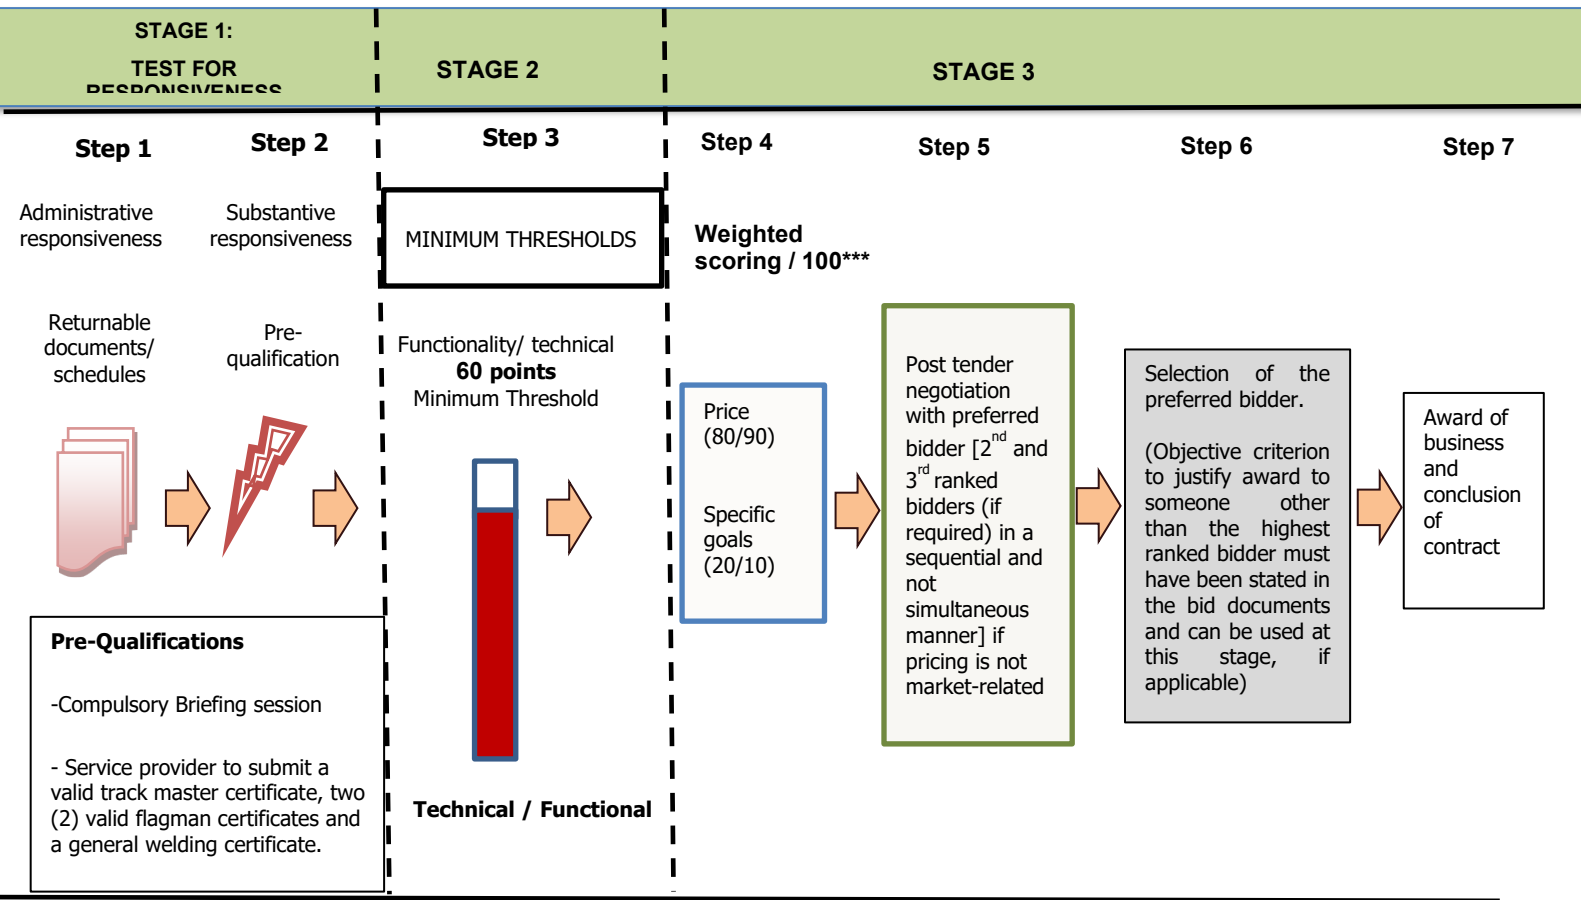 STAGE 1:
TEST FOR
RESPONSIVENESS
STAGE 2
STAGE 3
Step 1
Step 2
Step 3
Step 4
Step 5
Step 6
Step 7
Administrative
responsiveness
Substantive
responsiveness
MINIMUM THRESHOLDS
Weighted
scoring / 100***
Returnable
documents/
schedules
Pre-
qualification
Functionality/ technical
60 points
Minimum Threshold
Price
(80/90)
Specific
goals
(20/10)
Post tender
negotiation
with preferred
bidder [2nd and
3rd ranked
bidders (if
required) in a
sequential and
not
simultaneous
manner] if
pricing is not
market-related
Selection of the
preferred bidder.
(Objective criterion
to justify award to
someone other
than the highest
ranked bidder must
have been stated in
the bid documents
and can be used at
this stage, if
applicable)
Award of
business
and
conclusion
of
contract
Pre-Qualifications
-Compulsory Briefing session
- Service provider to submit a
valid track master certificate, two
(2) valid flagman certificates and
a general welding certificate.
Technical / Functional